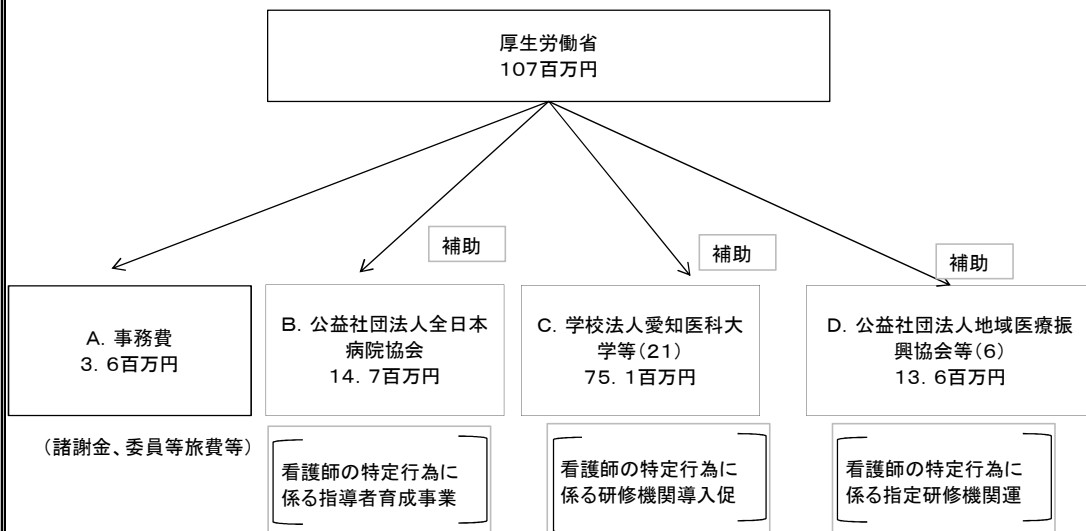 厚生労働省
107百万円
補助
補助
補助
A. 事務費
3. 6百万円
B. 公益社団法人全日本
病院協会
14. 7百万円
C. 学校法人愛知医科大
学等(21)
75. 1百万円
D. 公益社団法人地域医療振
興協会等(6)
13. 6百万円
(諸謝金、委員等旅費等)
看護師の特定行為に
係る指導者育成事業
看護師の特定行為に
係る研修機関導入促
看護師の特定行為に
係る指定研修機関運